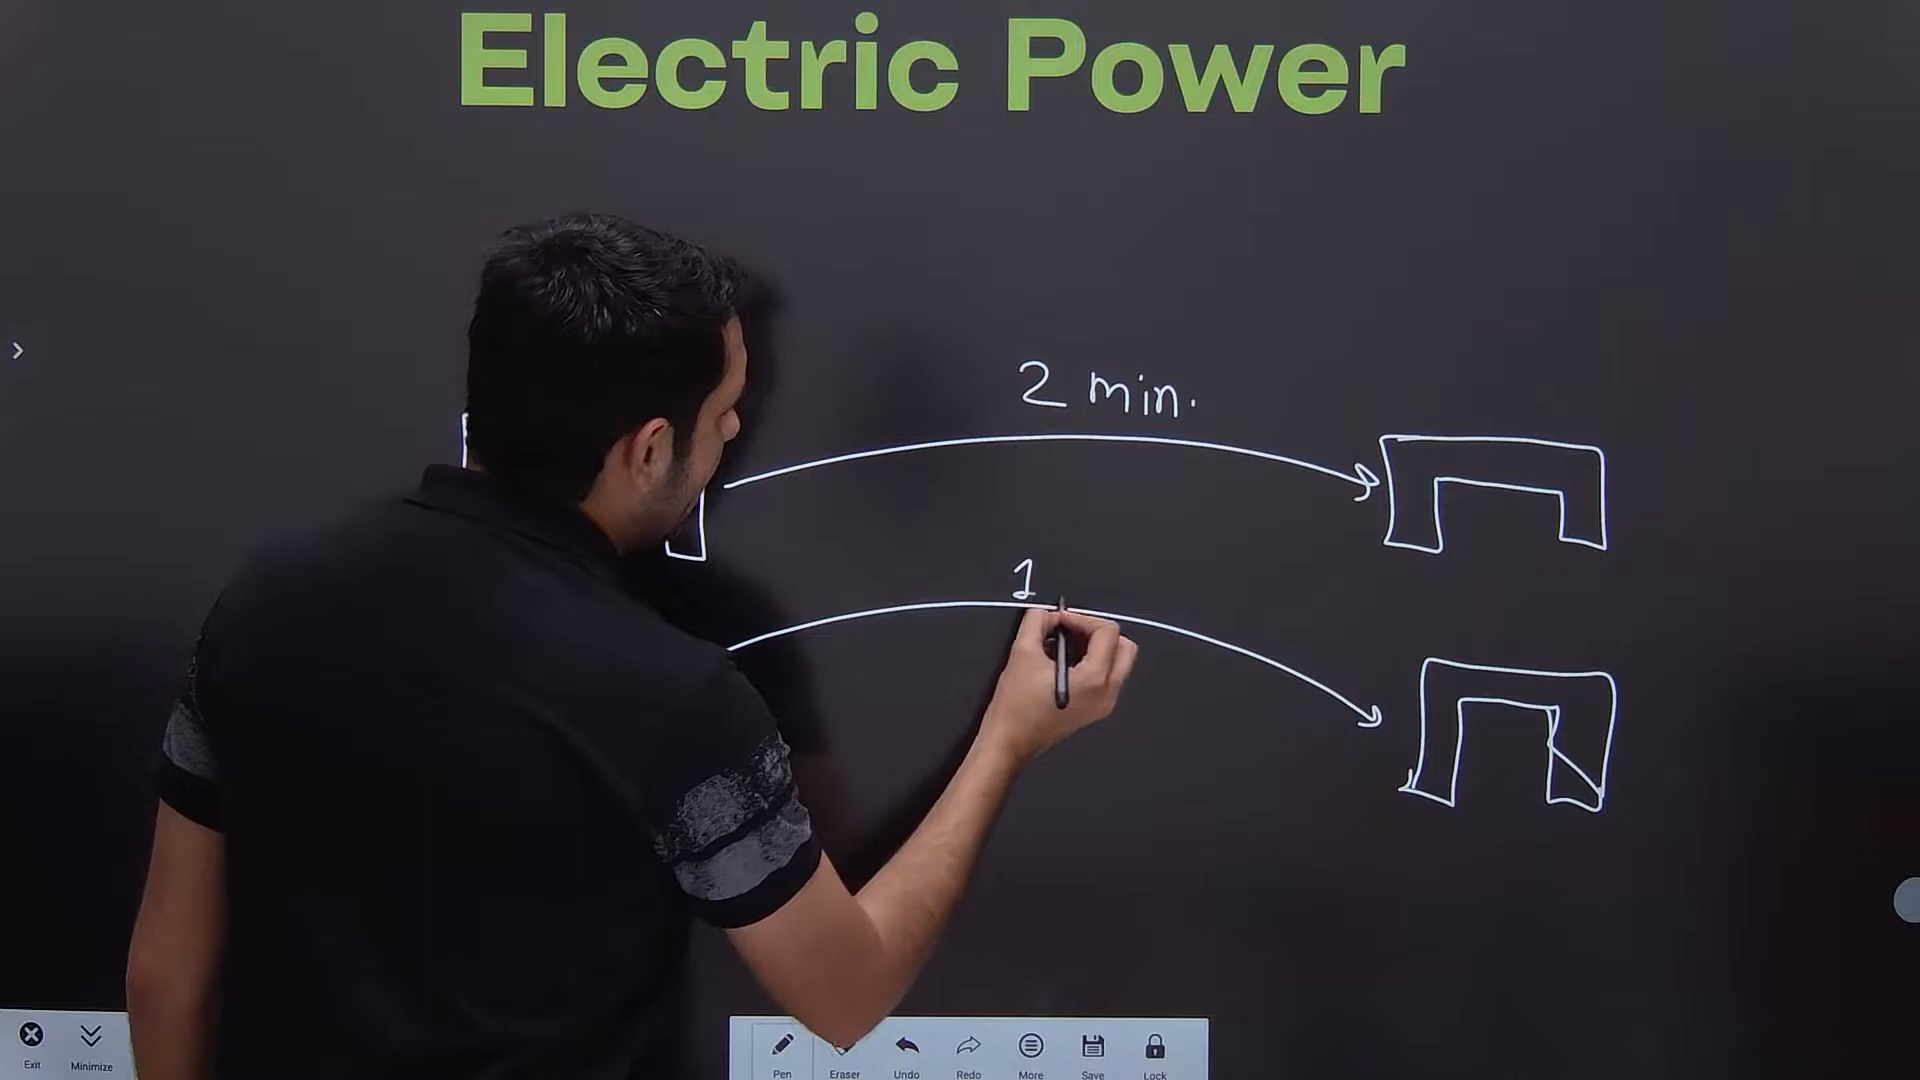 Electric Power
2 min.
1
Exit
Minimize
Pen
Eraser
Undo
Redo
More
Save
Lock